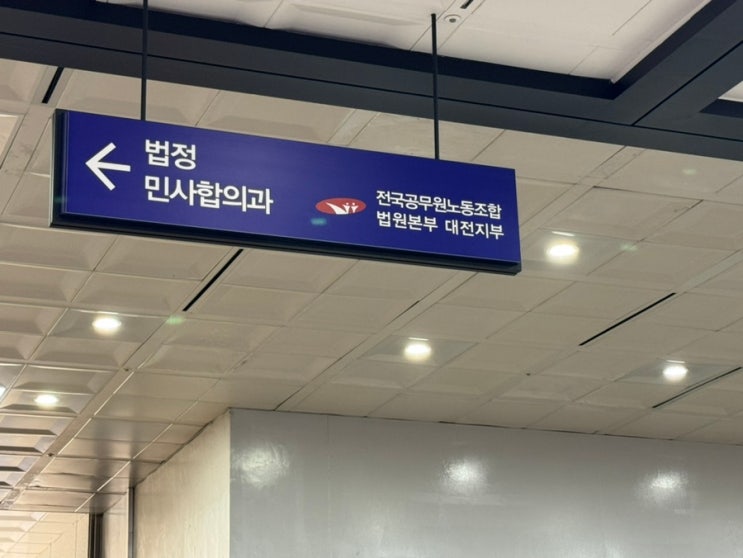 법정
민사합의과
전국공무원노동조합
법원본부 대전지부